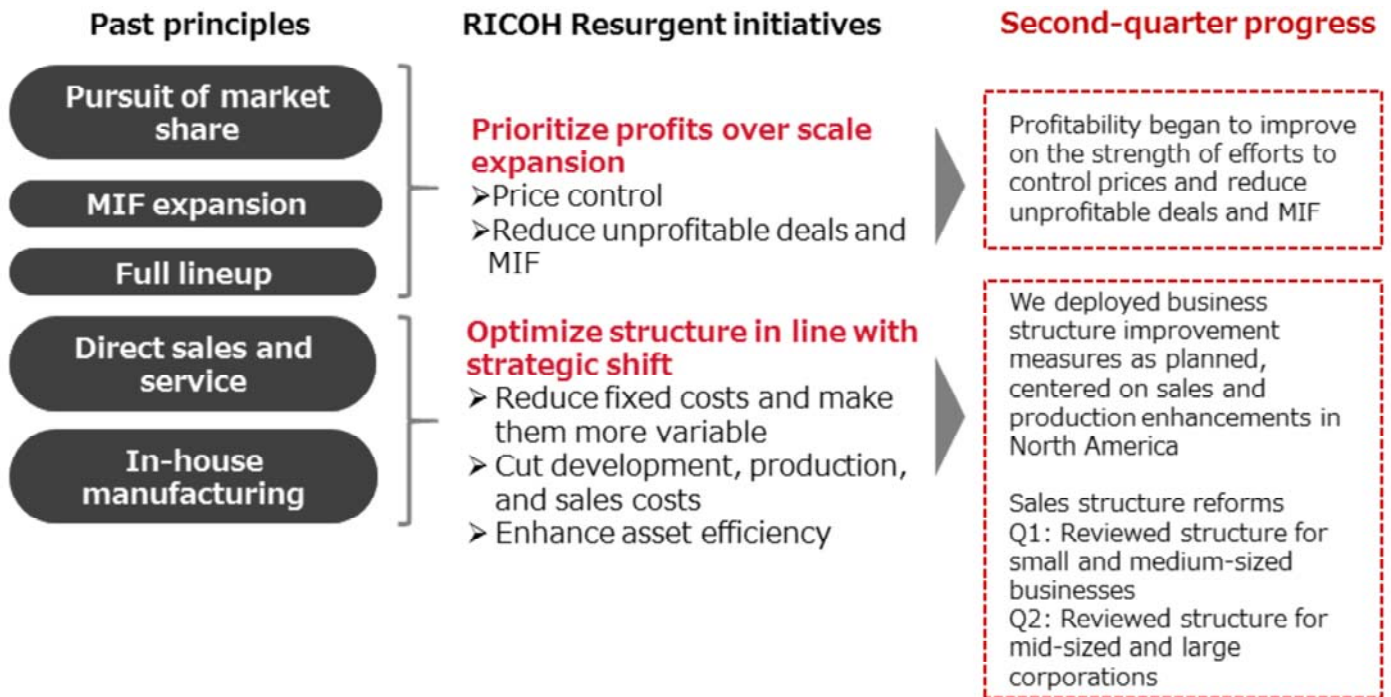 Past principles
RICOH Resurgent initiatives
Second-quarter progress
Pursuit of market
share
MIF expansion
Full lineup
Direct sales and
service
In-house
manufacturing
Prioritize profits over scale
expansion
➢Price control
➢Reduce unprofitable deals and
MIF
Optimize structure in line with
strategic shift
➢ Reduce fixed costs and make
them more variable
➢ Cut development, production,
and sales costs
➢ Enhance asset efficiency
Profitability began to improve
on the strength of efforts to
control prices and reduce
unprofitable deals and MIF
We deployed business
structure improvement
measures as planned,
centered on sales and
production enhancements in
North America
Sales structure reforms
Q1: Reviewed structure for
small and medium-sized
businesses
Q2: Reviewed structure for
mid-sized and large
corporations